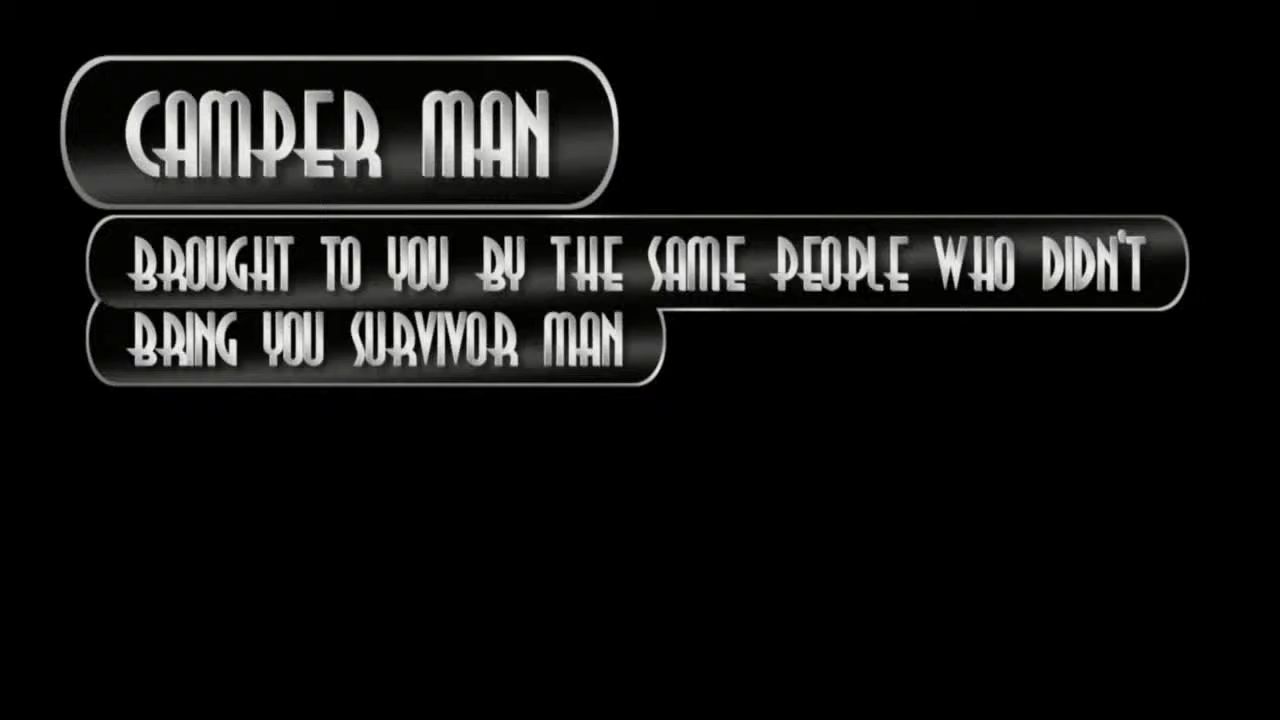 CAMPER MAN
BROUGHT TO YOU BY THE SAME PEOPLE WHO DIDN'T
BRING YOU SURVIVOR MAN